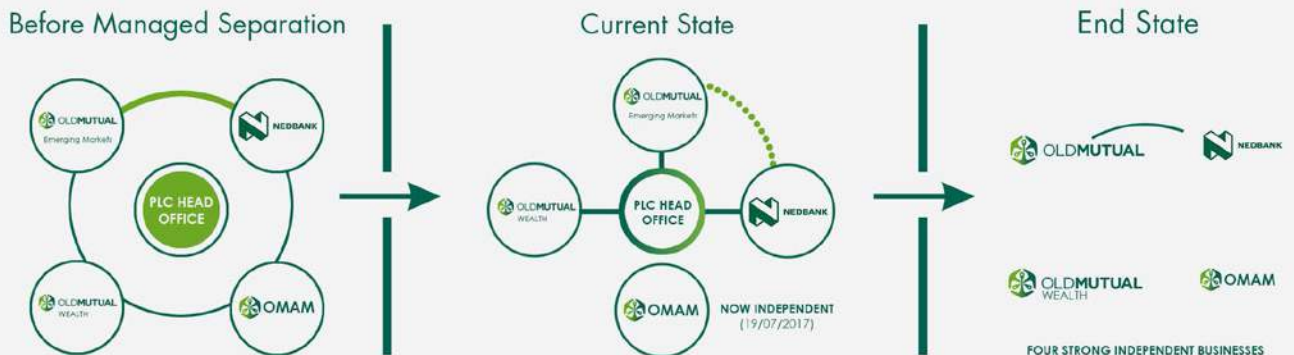 Before Managed Separation
OLDMUTUAL
Emerging Markets
NEDBANK
PLC HEAD
OFFICE
OLDMUTUAL
WEALTH
OMAM
Current State
OLDMUTUAL
Emerging Markets
OLDMUTUAL
WEALTH
PLC HEAD
OFFICE
NEDBANK
OMAM
NOW INDEPENDENT
(19/07/2017)
End State
OLDMUTUAL
NEDBANK
OLDMUTUAL
WEALTH
OMAM
FOUR STRONG INDEPENDENT BUSINESSES